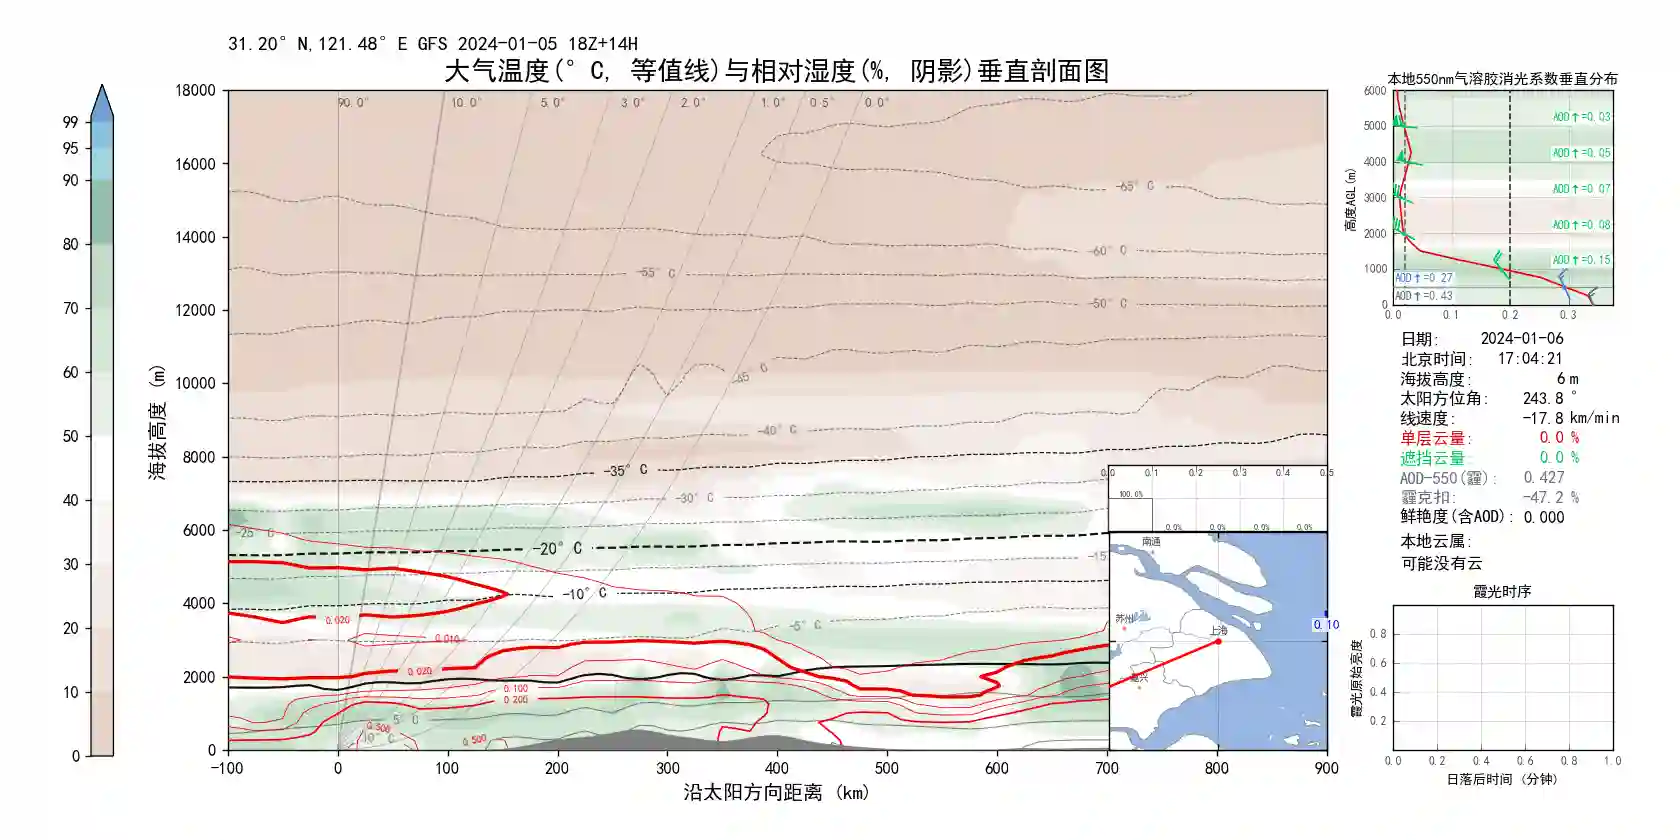 31.20° N,121.48° E GFS 2024-01-05 18Z+14H
大气温度(° C, 等值线)与相对湿度(%, 阴影)垂直剖面图
99
95
90
80
70
60
50
40
30
20
10
0
海拔高度 (m)
18000
16000
14000
12000
10000
8000
6000
4000
2000
0
90.0° 10.0° 5.0° 3.0° 2.0° 1.0° 0.5° 0.0°
-65° C
-60° C
-55° C
-50° C
-45° C
-40° C
-35° C
-30° C
-25 C
-20° C
-15
-10° C
-5° C
5° C
0.020
0.010
0.020
0.100
0.205
0.500
-100 0 100 200 300 400 500 600 700 800 900
沿太阳方向距离 (km)
0.0 0.1 0.2 0.3 0.4 0.5
100.0%
0.0% 0.0% 0.0% 0.0%
南通
苏州
上海
嘉兴
0.10
本地550nm气溶胶消光系数垂直分布
高度AGL(m)
6000
5000
4000
3000
2000
1000
0
AOD↑=0.03
AOD↑=0.05
AOD↑=0.07
AOD↑=0.08
AOD↑=0.15
AOD↑=0.27
AOD↑=0.43
0.0 0.1 0.2 0.3
日期: 2024-01-06
北京时间: 17:04:21
海拔高度: 6 m
太阳方位角: 243.8 °
线速度: -17.8 km/min
单层云量: 0.0 %
遮挡云量: 0.0 %
AOD-550(霾): 0.427
霾克扣: -47.2 %
鲜艳度(含AOD): 0.000
本地云属:
可能没有云
霞光时序
霞光原始亮度
0.8
0.6
0.4
0.2
0.0 0.2 0.4 0.6 0.8 1.0
日落后时间 (分钟)